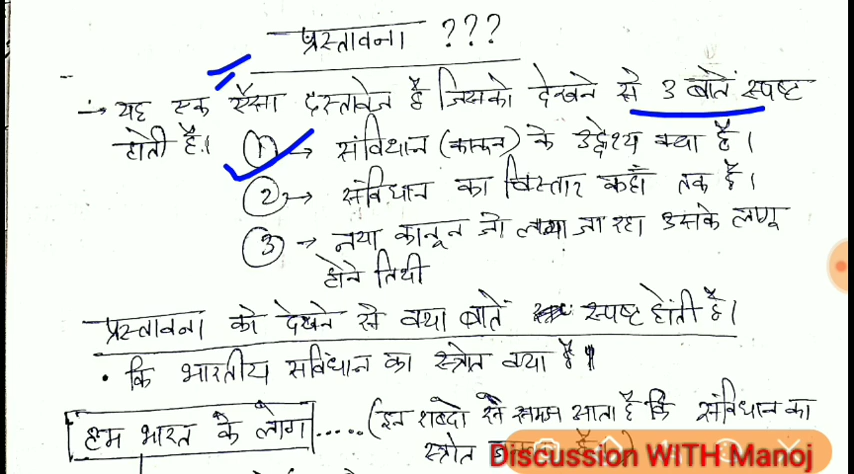 प्रस्तावना ???
→ यह एक ऐसा दस्तावेज है जिसको देखने से 3 बातें स्पष्ट
होती है। ① → संविधान (कानून) के उद्देश्य क्या है।
② → संविधान का विस्तार कहाँ तक है।
③ → नया कानून जो लाया जा रहा उसके लागू
होने तिथी
प्रस्तावना को देखने से क्या बातें स्पष्ट होती है।
• कि भारतीय संविधान का स्त्रोत क्या है।
हम भारत के लोग ..... (इन शब्दो से समझ आता है कि संविधान का
स्त्रोत
Discussion WITH Manoj